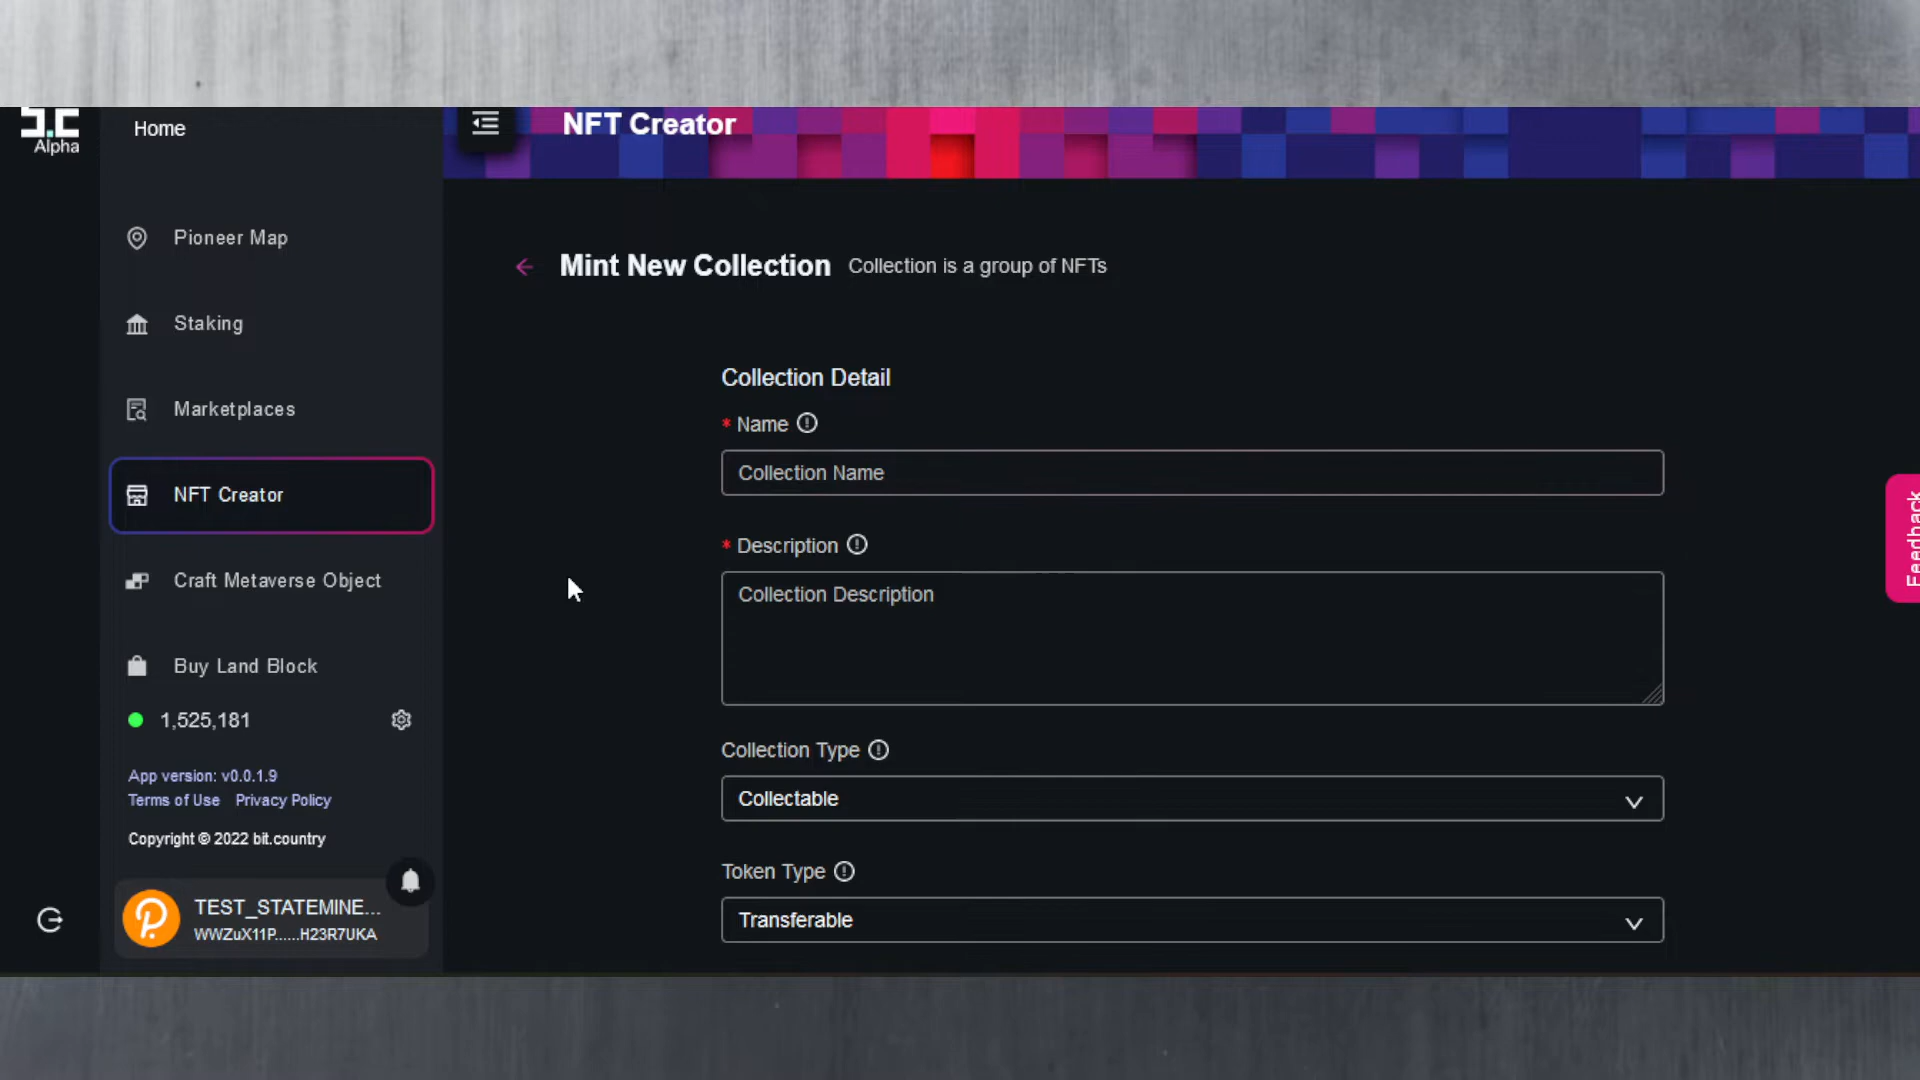 Alpha
Home
Pioneer Map
Staking
Marketplaces
NFT Creator
Craft Metaverse Object
Buy Land Block
1,525,181
App version: v0.0.1.9
Terms of Use Privacy Policy
Copyright © 2022 bit.country
TEST_STATEMINE...
WWZuX11P......H23R7UKA
NFT Creator
Mint New Collection Collection is a group of NFTs
Collection Detail
* Name
Collection Name
* Description
Collection Description
Collection Type
Collectable
Token Type
Transferable
Feedback